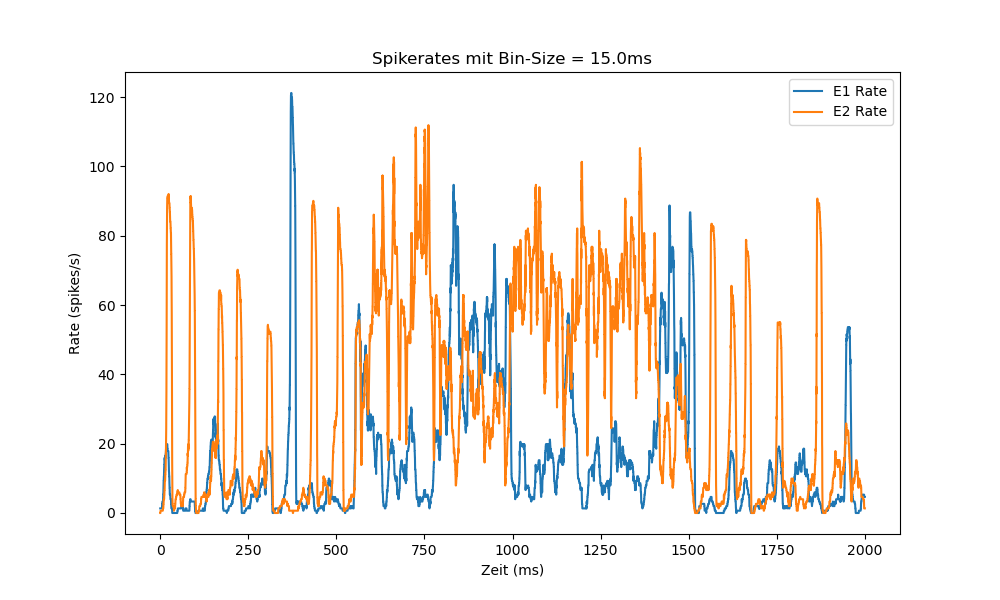 Spikerates mit Bin-Size = 15.0ms
E1 Rate
E2 Rate
Rate (spikes/s)
120
100
80
60
40
20
0
0 250 500 750 1000 1250 1500 1750 2000
Zeit (ms)